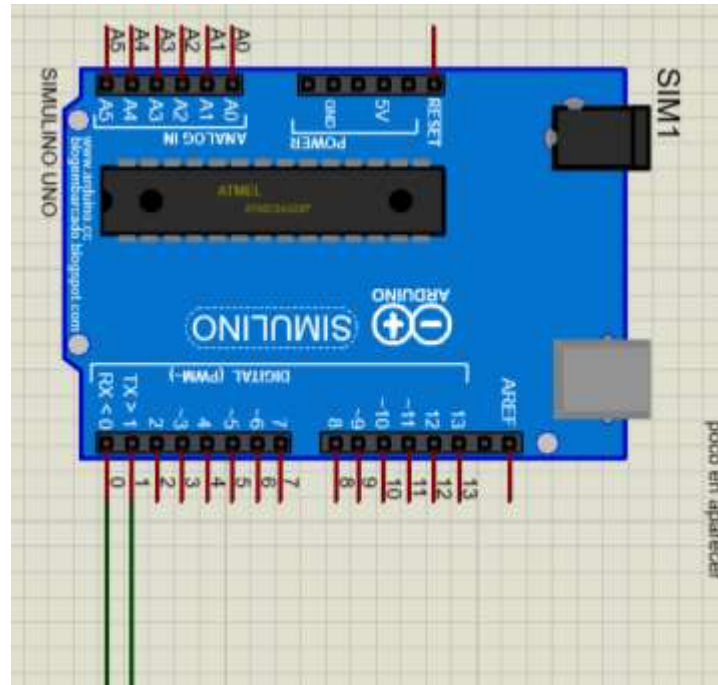 A5 A4 A3 A2 A1 A0
SIM1
SIMULINO UNO
A5 A4 A3 A2 A1 A0
ANALOG IN
GND 5V RESET
POWER
www.arduino.cc
blogembarcado.blogspot.com
ATMEL
ARDUINO
SIMULINO
DIGITAL (PWM~)
RX < 0 TX > 1 2 ~3 4 ~5 ~6 7 8 ~9 ~10 ~11 12 13 AREF
0 1 2 3 4 5 6 7 8 9 10 11 12 13
poco en aparecer